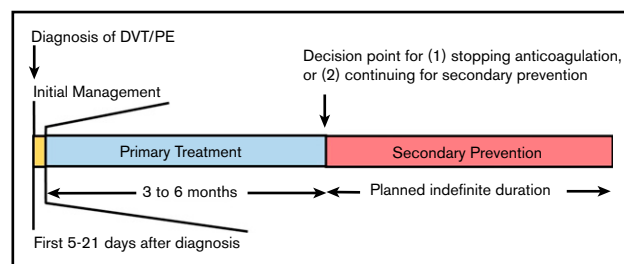 Diagnosis of DVT/PE
Decision point for (1) stopping anticoagulation,
or (2) continuing for secondary prevention
Initial Management
Primary Treatment
Secondary Prevention
3 to 6 months
Planned indefinite duration
First 5-21 days after diagnosis